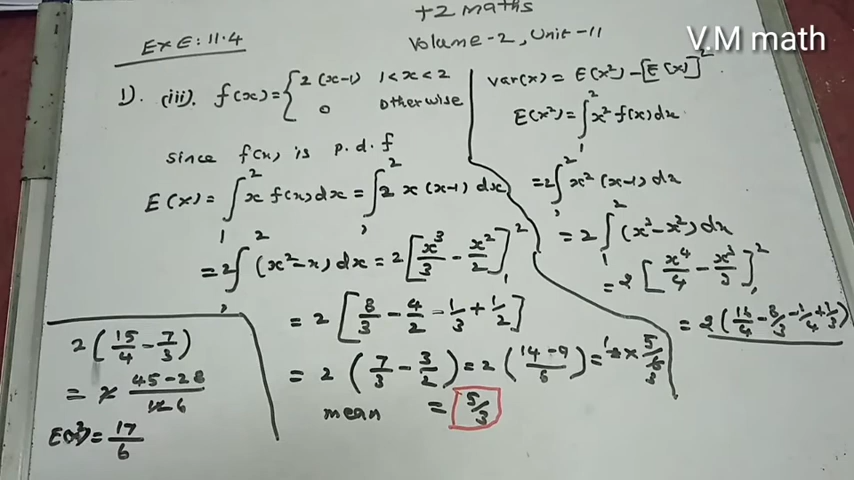 +2 maths
Volume-2, Unit-11
V.M math
Exe: 11.4
1). (iii). f(x) = { 2(x-1) 1<x<2
0 otherwise
since f(x) is p.d.f
E(x) = ∫₁² x f(x) dx = ∫₁² 2x(x-1) dx
= 2∫₁² (x²-x) dx = 2[x³/3 - x²/2]₁²
= 2[8/3 - 4/2 - 1/3 + 1/2]
= 2(7/3 - 3/2) = 2(14-9/6) = 2 × 5/6
mean = 5/3
var(x) = E(x²) - [E(x)]²
E(x²) = ∫₁² x² f(x) dx
= 2∫₁² x²(x-1) dx
= 2∫₁² (x³-x²) dx
= 2[x⁴/4 - x³/3]₁²
= 2(16/4 - 8/3 - 1/4 + 1/3)
2(15/4 - 7/3)
= 2 45-28/12 6
E(x²) = 17/6